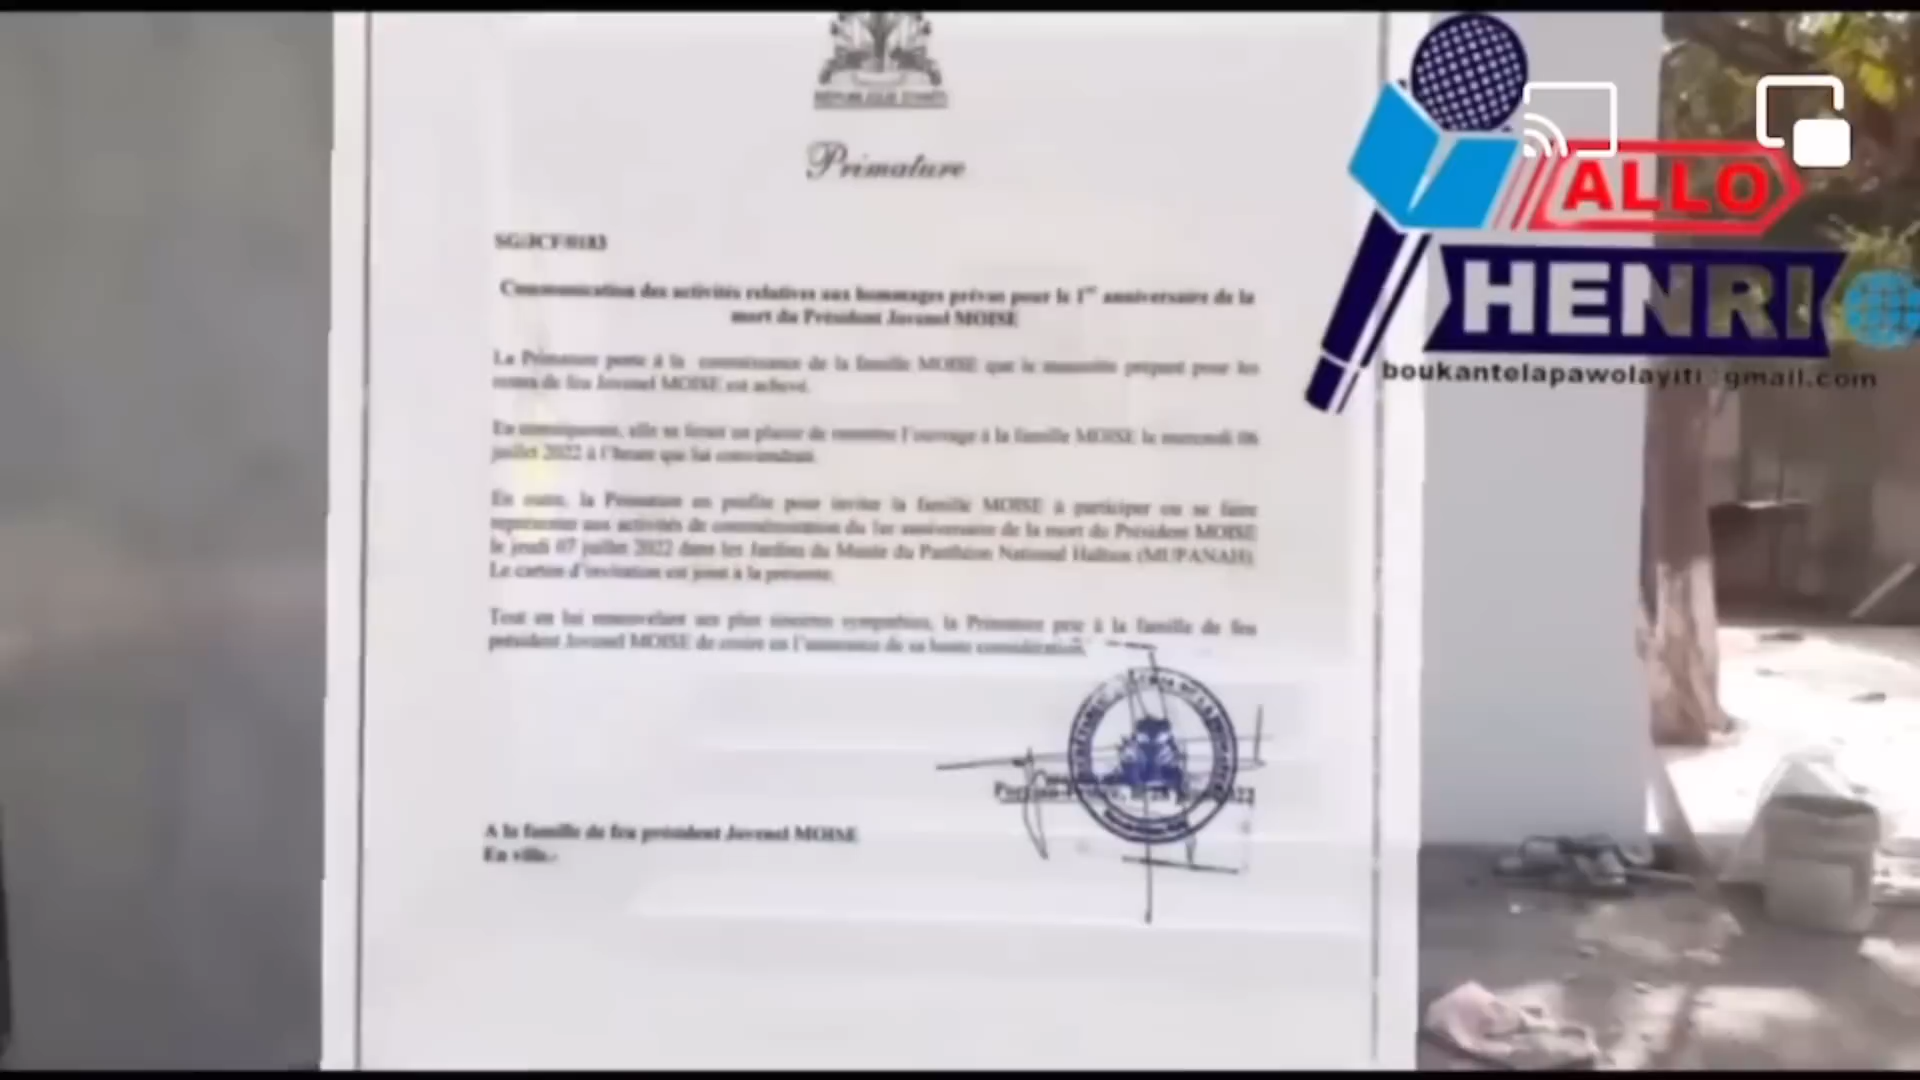 RÉPUBLIQUE D'HAÏTI
Primature
SG/JCF/0183
Communication des activités relatives aux hommages prévus pour le 1er anniversaire de la
mort du Président Jovenel MOISE
La Primature porte à la connaissance de la famille MOISE que le mausolée préparé pour les
restes de feu Jovenel MOISE est achevé.
En conséquence, elle se ferait un plaisir de remettre l'ouvrage à la famille MOISE le mercredi 06
juillet 2022 à l'heure qui lui conviendrait.
En outre, la Primature en profite pour inviter la famille MOISE à participer ou se faire
représenter aux activités de commémoration du 1er anniversaire de la mort du Président MOISE
le jeudi 07 juillet 2022 dans les Jardins du Musée du Panthéon National Haïtien (MUPANAH).
Le carton d'invitation est joint à la présente.
Tout en lui renouvelant ses plus sincères sympathies, la Primature prie à la famille de feu
président Jovenel MOISE de croire en l'assurance de sa haute considération.
A la famille de feu président Jovenel MOISE
En ville.-
ALLO
HENRI
boukantelapawolayiti gmail.com